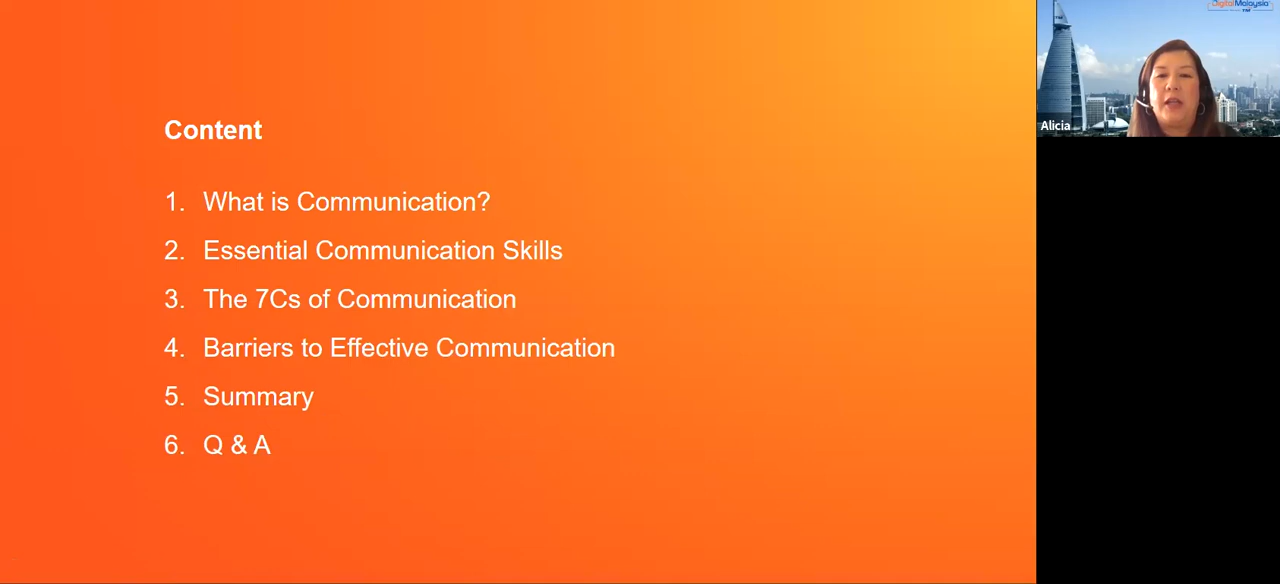 Content
1. What is Communication?
2. Essential Communication Skills
3. The 7Cs of Communication
4. Barriers to Effective Communication
5. Summary
6. Q & A
DigitalMalaysia
Alicia